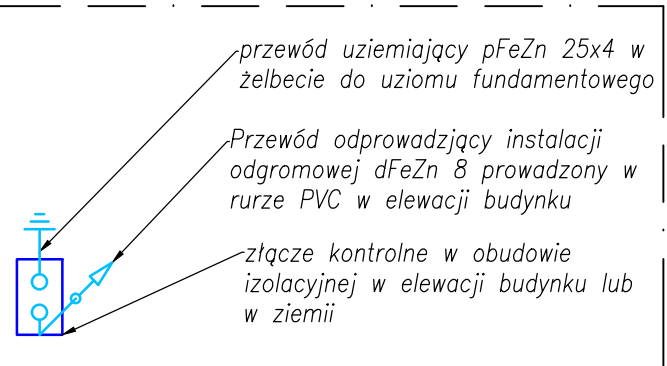 przewód uziemiający pFeZn 25x4 w
żelbecie do uziomu fundamentowego
Przewód odprowadzjący instalacji
odgromowej dFeZn 8 prowadzony w
rurze PVC w elewacji budynku
złącze kontrolne w obudowie
izolacyjnej w elewacji budynku lub
w ziemii